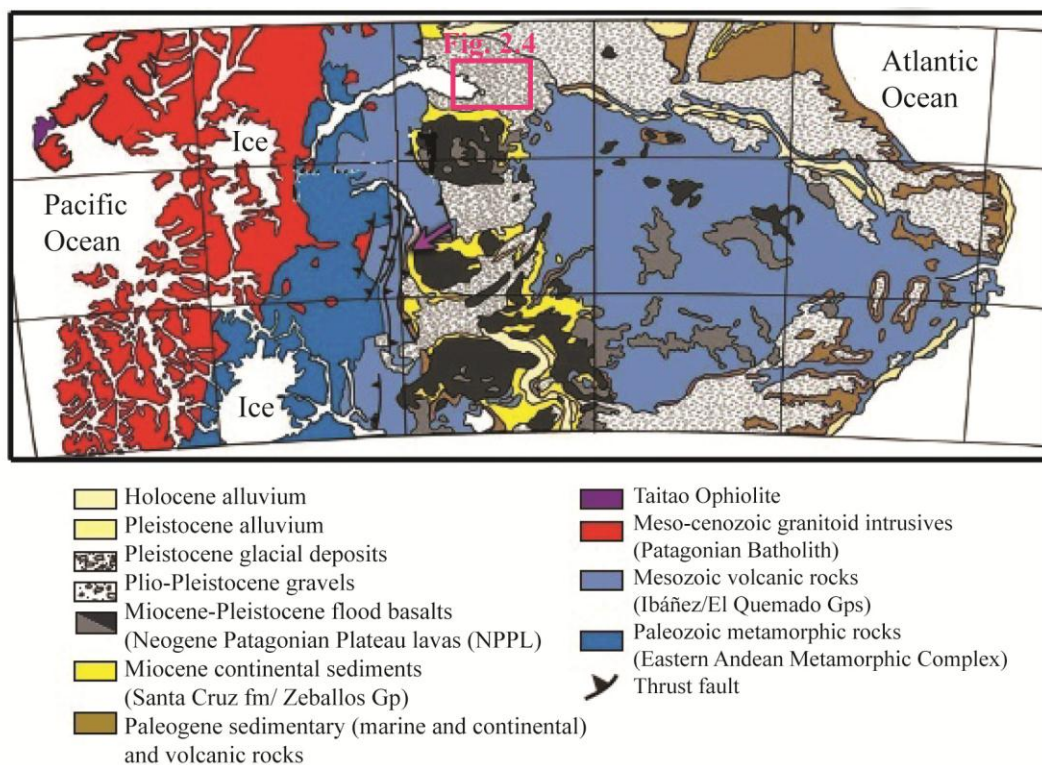 Fig. 2.4
Atlantic
Ocean
Ice
Pacific
Ocean
Ice
Holocene alluvium
Pleistocene alluvium
Pleistocene glacial deposits
Plio-Pleistocene gravels
Miocene-Pleistocene flood basalts
(Neogene Patagonian Plateau lavas (NPPL)
Miocene continental sediments
(Santa Cruz fm/ Zeballos Gp)
Paleogene sedimentary (marine and continental)
and volcanic rocks
Taitao Ophiolite
Meso-cenozoic granitoid intrusives
(Patagonian Batholith)
Mesozoic volcanic rocks
(Ibáñez/El Quemado Gps)
Paleozoic metamorphic rocks
(Eastern Andean Metamorphic Complex)
Thrust fault